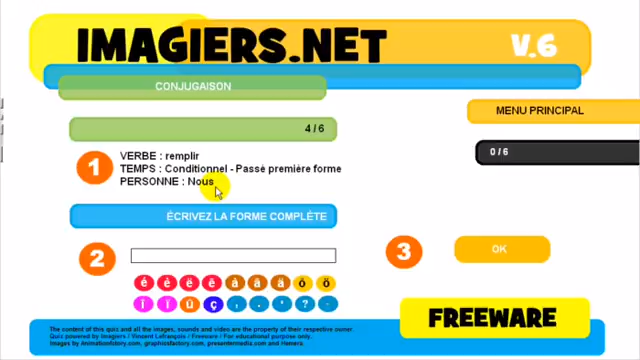 IMAGIERS.NET
V.6
CONJUGAISON
MENU PRINCIPAL
4/6
0/6
1
VERBE : remplir
TEMPS : Conditionnel - Passé première forme
PERSONNE : Nous
ÉCRIVEZ LA FORME COMPLÈTE
2
3
OK
FREEWARE
The content of this quiz and all the images, sounds and video are the property of their respective owner
Quiz powered by Imagiers / Vincent Lefrançois / Freeware / For educational purpose only.
Images by Animationfactory.com, graphicsfactory.com, presentermedia.com and Hemera.